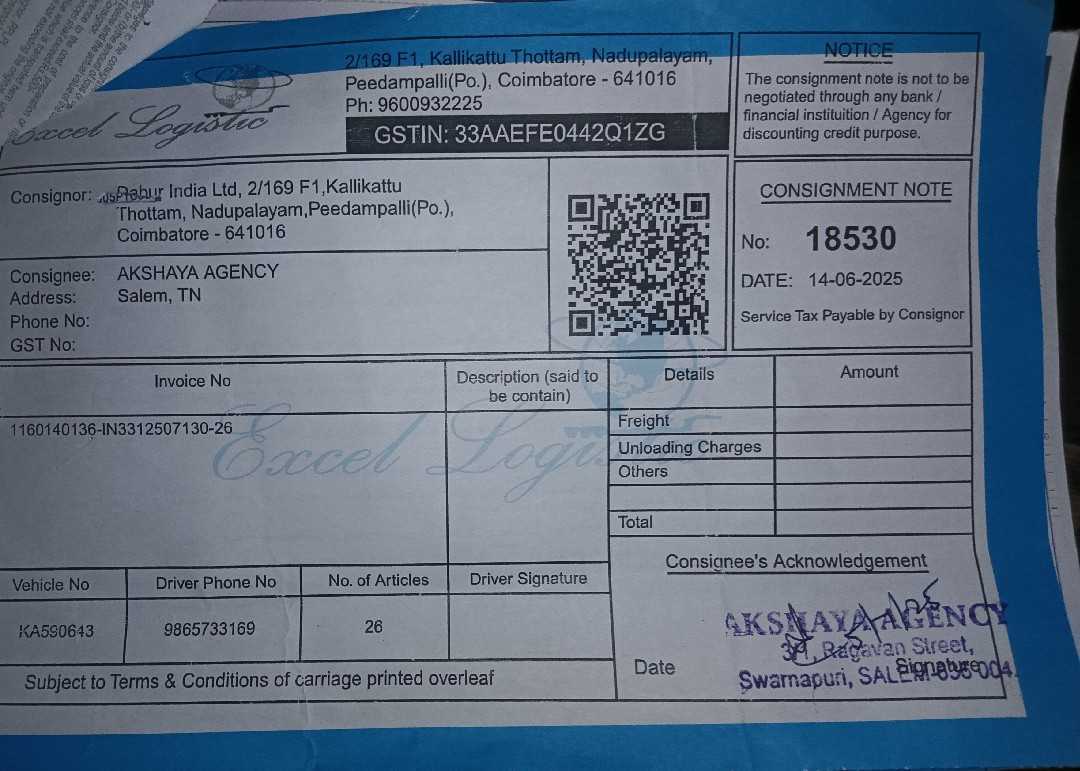 Excel Logistic
2/169 F1, Kallikattu Thottam, Nadupalayam,
Peedampalli(Po.), Coimbatore - 641016
Ph: 9600932225
GSTIN: 33AAEFE0442Q1ZG
NOTICE
The consignment note is not to be
negotiated through any bank /
financial instituition / Agency for
discounting credit purpose.
Consignor: Dabur India Ltd, 2/169 F1,Kallikattu
Thottam, Nadupalayam,Peedampalli(Po.),
Coimbatore - 641016
CONSIGNMENT NOTE
No: 18530
DATE: 14-06-2025
Service Tax Payable by Consignor
Consignee: AKSHAYA AGENCY
Address: Salem, TN
Phone No:
GST No:
Invoice No
Description (said to
be contain)
Details
Amount
1160140136-IN3312507130-26
Excel Logistic
Freight
Unloading Charges
Others
Total
Vehicle No
Driver Phone No
No. of Articles
Driver Signature
KA590643
9865733169
26
Consignee's Acknowledgement
AKSHAYA AGENCY
Ragavan Street,
Swarnapuri, SALEM
Date
Signature
Subject to Terms & Conditions of carriage printed overleaf